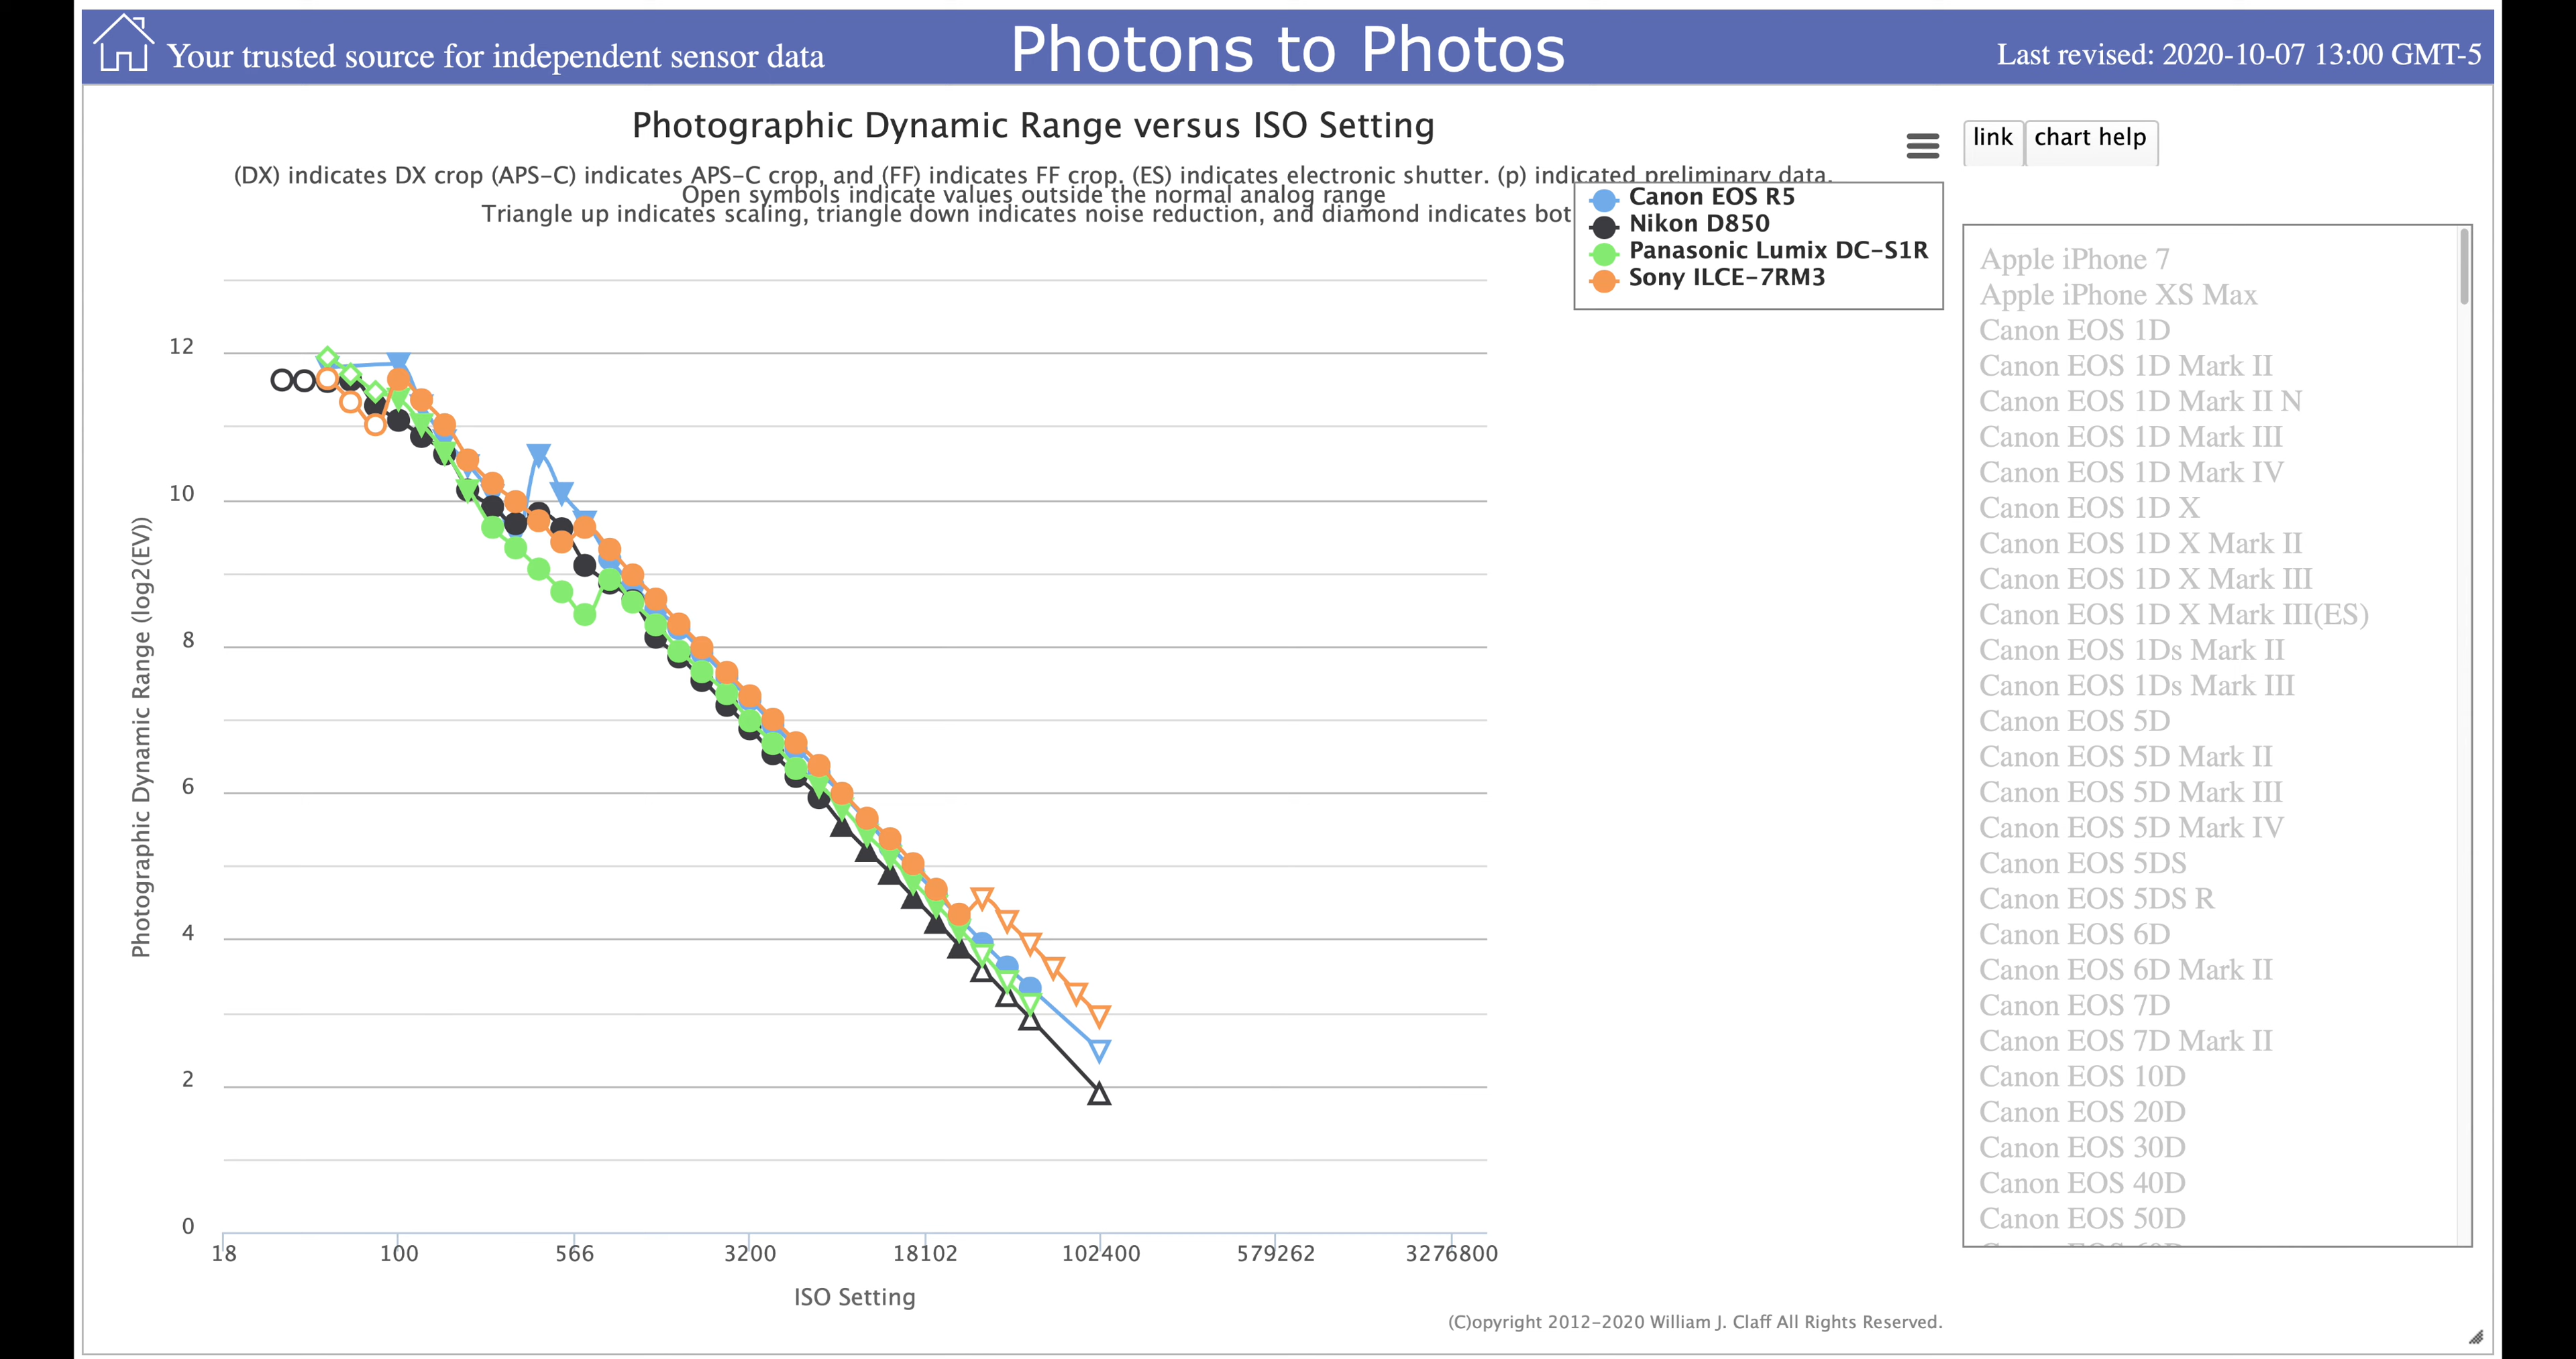 Your trusted source for independent sensor data
Photons to Photos
Last revised: 2020-10-07 13:00 GMT-5
Photographic Dynamic Range versus ISO Setting
link
chart help
(DX) indicates DX crop (APS-C) indicates APS-C crop, and (FF) indicates FF crop. (ES) indicates electronic shutter. (p) indicated preliminary data.
Open symbols indicate values outside the normal analog range
Triangle up indicates scaling, triangle down indicates noise reduction, and diamond indicates bot
Canon EOS R5
Nikon D850
Panasonic Lumix DC-S1R
Sony ILCE-7RM3
12
10
8
6
4
2
0
Photographic Dynamic Range (log2(EV))
18
100
566
3200
18102
102400
579262
3276800
ISO Setting
(C)opyright 2012-2020 William J. Claff All Rights Reserved.
Apple iPhone 7
Apple iPhone XS Max
Canon EOS 1D
Canon EOS 1D Mark II
Canon EOS 1D Mark II N
Canon EOS 1D Mark III
Canon EOS 1D Mark IV
Canon EOS 1D X
Canon EOS 1D X Mark II
Canon EOS 1D X Mark III
Canon EOS 1D X Mark III(ES)
Canon EOS 1Ds Mark II
Canon EOS 1Ds Mark III
Canon EOS 5D
Canon EOS 5D Mark II
Canon EOS 5D Mark III
Canon EOS 5D Mark IV
Canon EOS 5DS
Canon EOS 5DS R
Canon EOS 6D
Canon EOS 6D Mark II
Canon EOS 7D
Canon EOS 7D Mark II
Canon EOS 10D
Canon EOS 20D
Canon EOS 30D
Canon EOS 40D
Canon EOS 50D